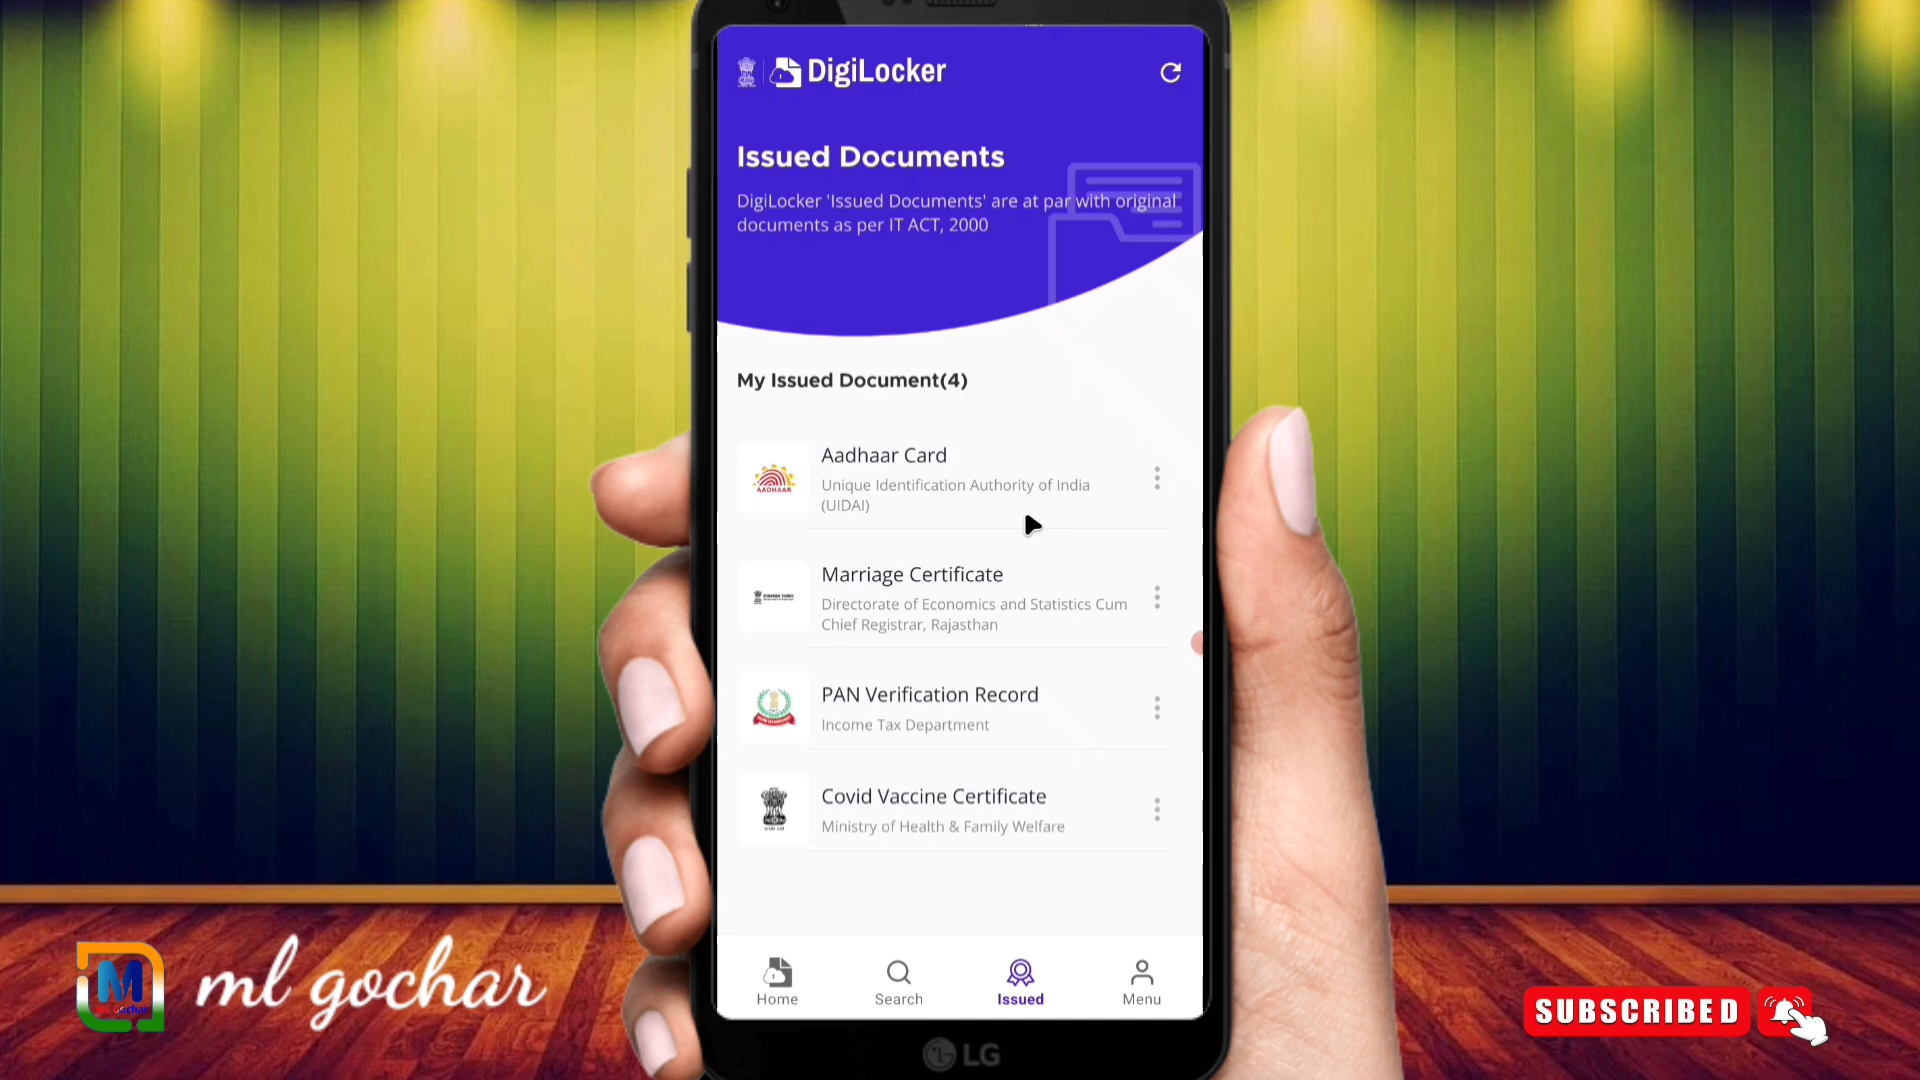 DigiLocker
Issued Documents
DigiLocker 'Issued Documents' are at par with original
documents as per IT ACT, 2000
My Issued Document(4)
AADHAAR
Aadhaar Card
Unique Identification Authority of India
(UIDAI)
Marriage Certificate
Directorate of Economics and Statistics Cum
Chief Registrar, Rajasthan
PAN Verification Record
Income Tax Department
Covid Vaccine Certificate
Ministry of Health & Family Welfare
Home
Search
Issued
Menu
LG
M
ml gochar
SUBSCRIBED